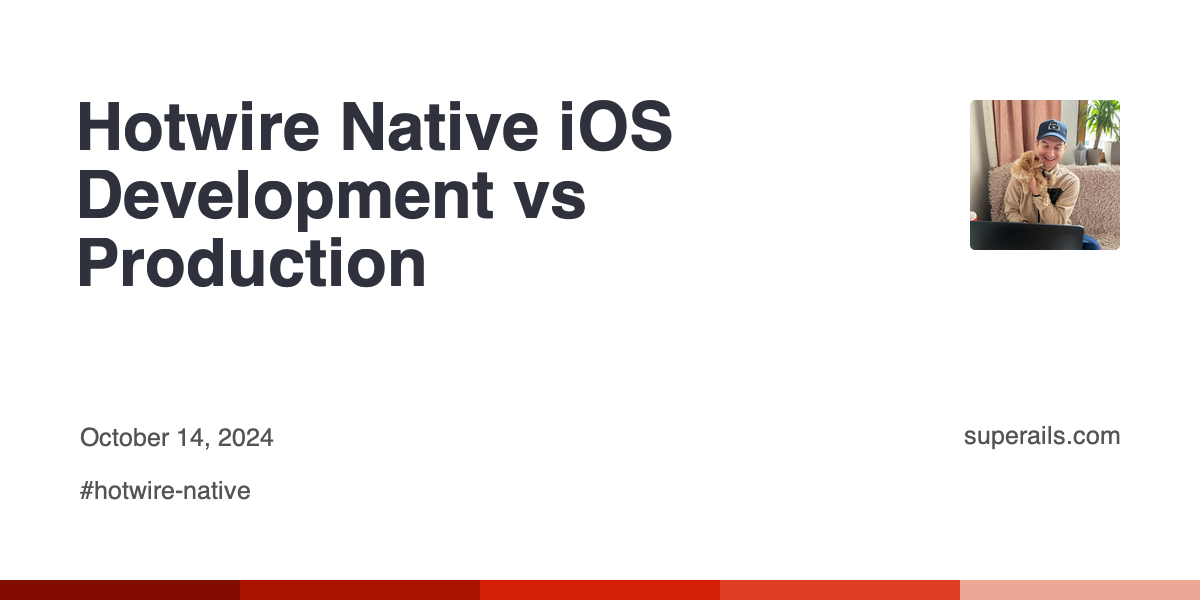 Hotwire Native iOS
Development vs
Production
October 14, 2024
superails.com
#hotwire-native